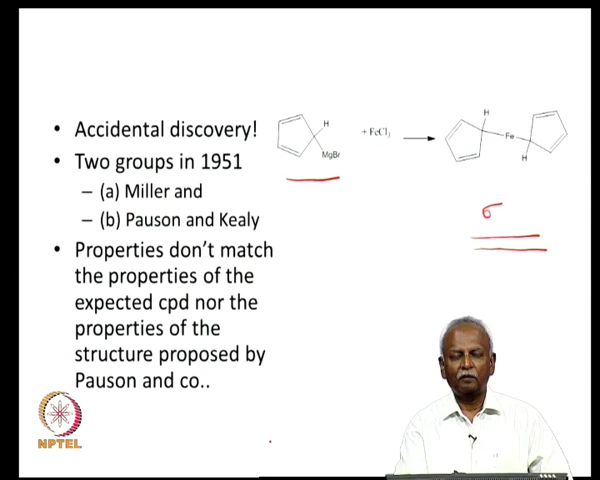 • Accidental discovery!
• Two groups in 1951
– (a) Miller and
– (b) Pauson and Kealy
• Properties don't match
the properties of the
expected cpd nor the
properties of the
structure proposed by
Pauson and co..
H
MgBr
+ FeCl3
H
Fe
H
σ
NPTEL